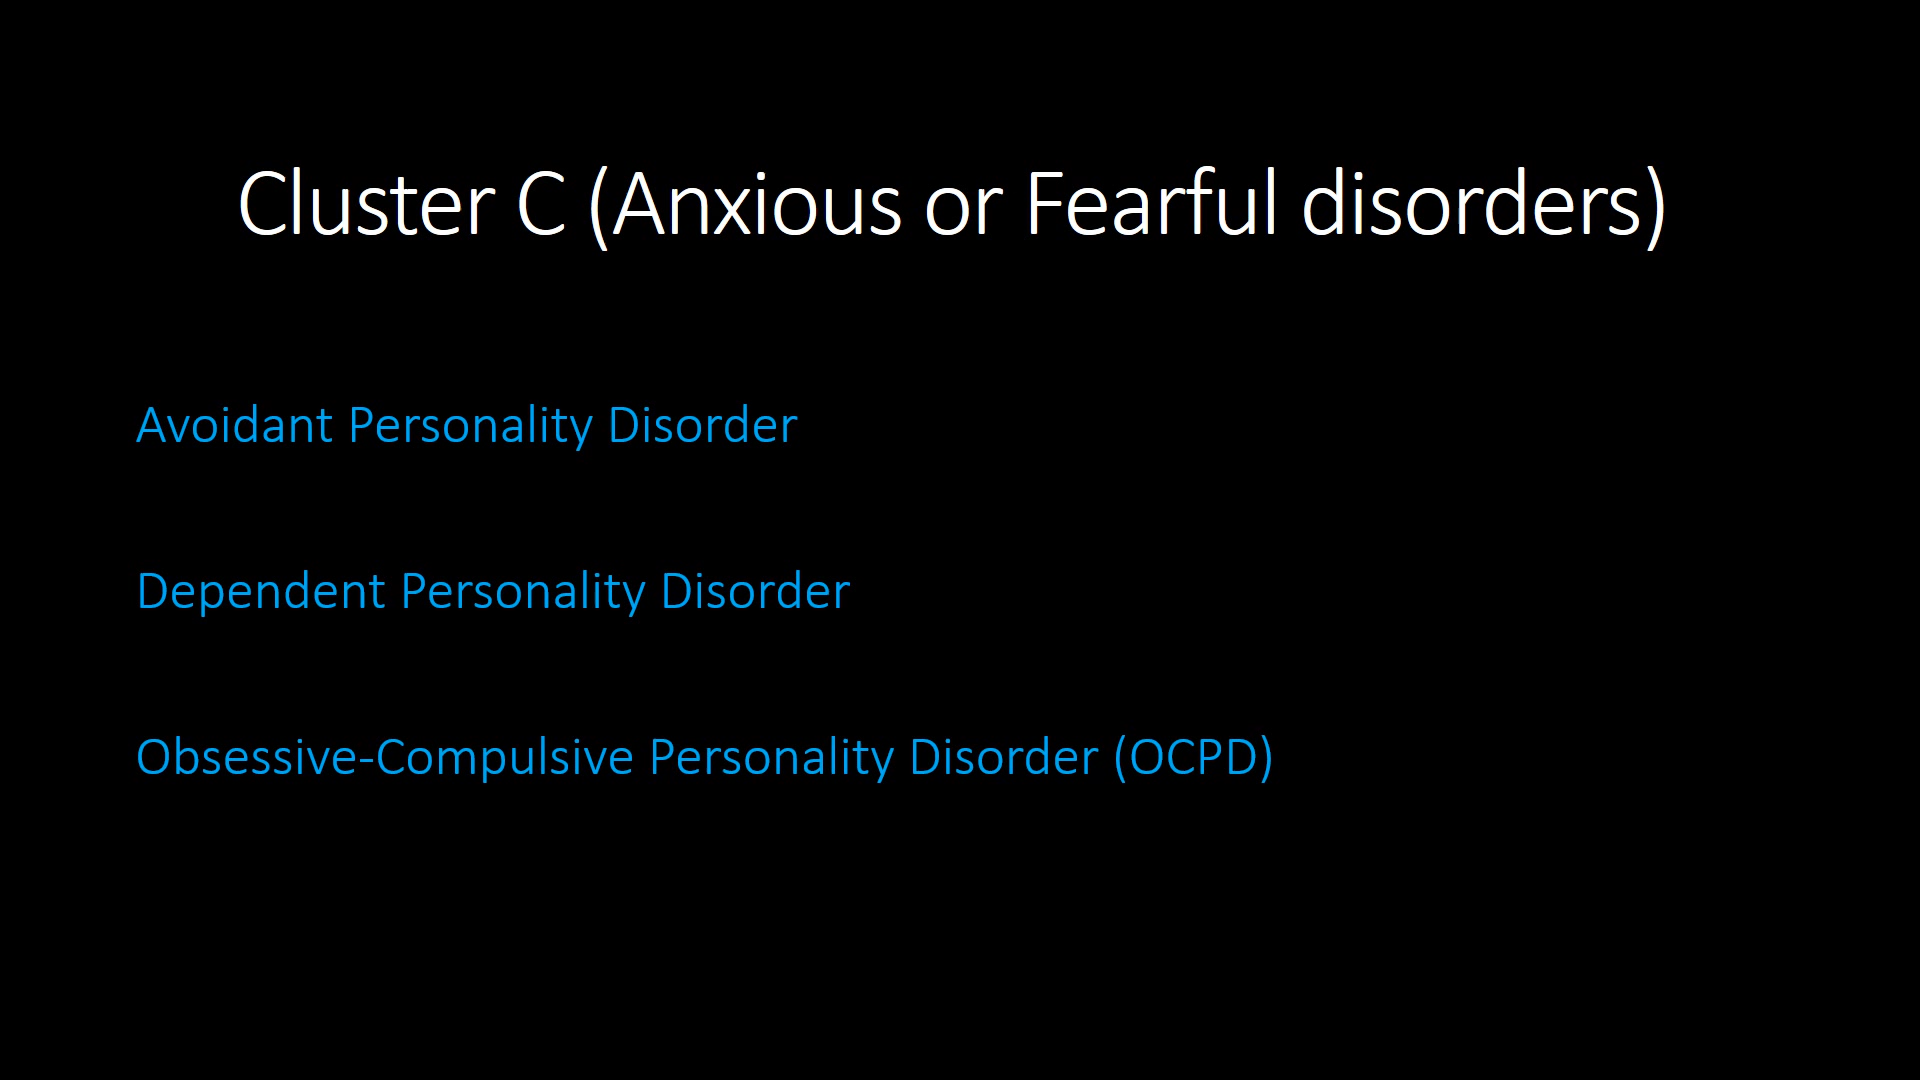 Cluster C (Anxious or Fearful disorders)
Avoidant Personality Disorder
Dependent Personality Disorder
Obsessive-Compulsive Personality Disorder (OCPD)